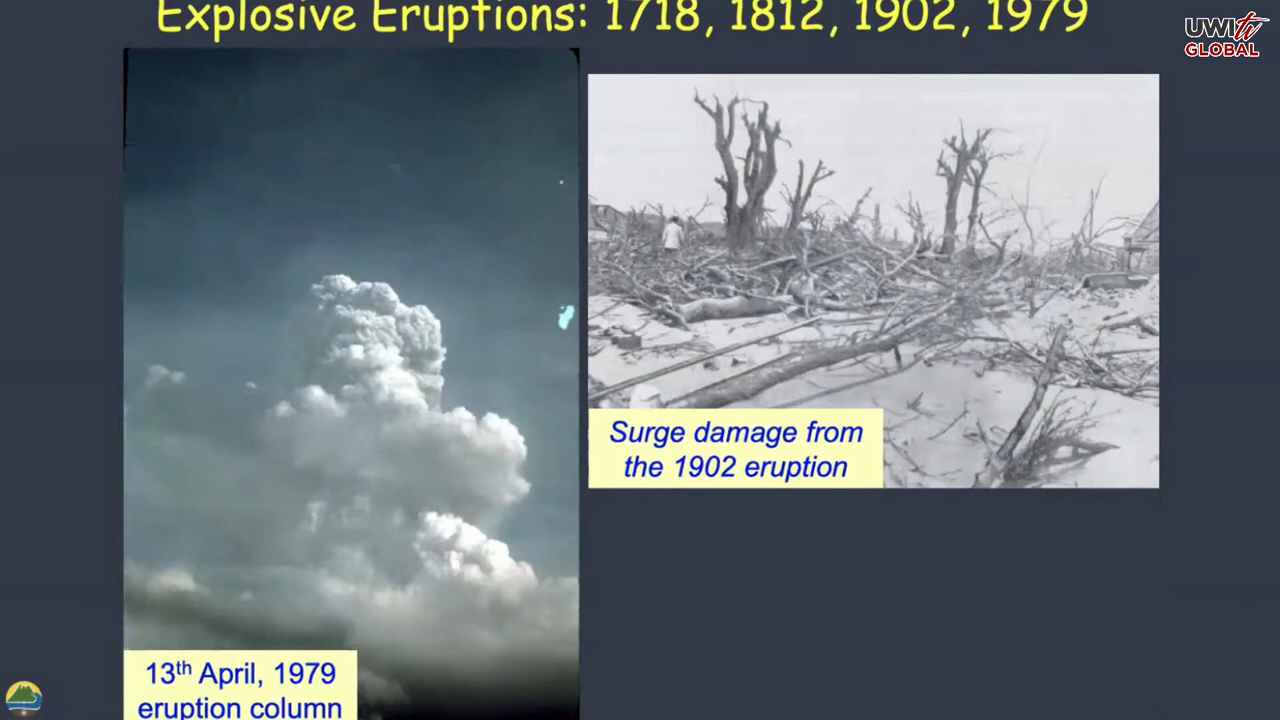 Explosive Eruptions: 1718, 1812, 1902, 1979
UWItv
GLOBAL
Surge damage from
the 1902 eruption
13th April, 1979
eruption column